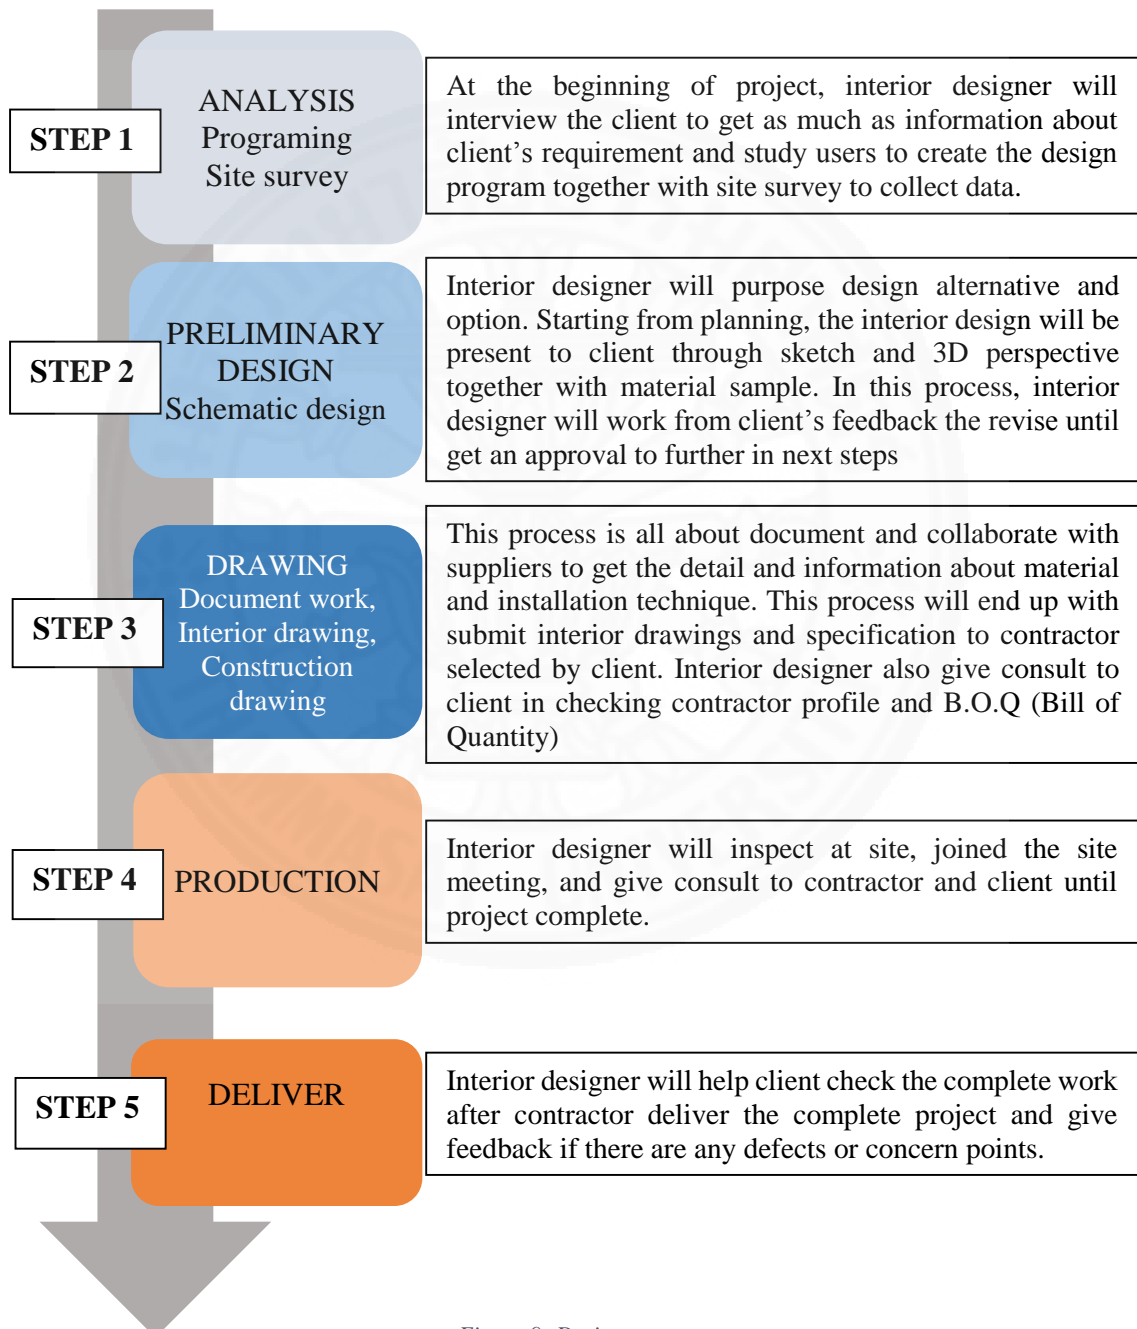 STEP 1
ANALYSIS
Programing
Site survey
At the beginning of project, interior designer will
interview the client to get as much as information about
client's requirement and study users to create the design
program together with site survey to collect data.
STEP 2
PRELIMINARY
DESIGN
Schematic design
Interior designer will purpose design alternative and
option. Starting from planning, the interior design will be
present to client through sketch and 3D perspective
together with material sample. In this process, interior
designer will work from client's feedback the revise until
get an approval to further in next steps
STEP 3
DRAWING
Document work,
Interior drawing,
Construction
drawing
This process is all about document and collaborate with
suppliers to get the detail and information about material
and installation technique. This process will end up with
submit interior drawings and specification to contractor
selected by client. Interior designer also give consult to
client in checking contractor profile and B.O.Q (Bill of
Quantity)
STEP 4
PRODUCTION
Interior designer will inspect at site, joined the site
meeting, and give consult to contractor and client until
project complete.
STEP 5
DELIVER
Interior designer will help client check the complete work
after contractor deliver the complete project and give
feedback if there are any defects or concern points.